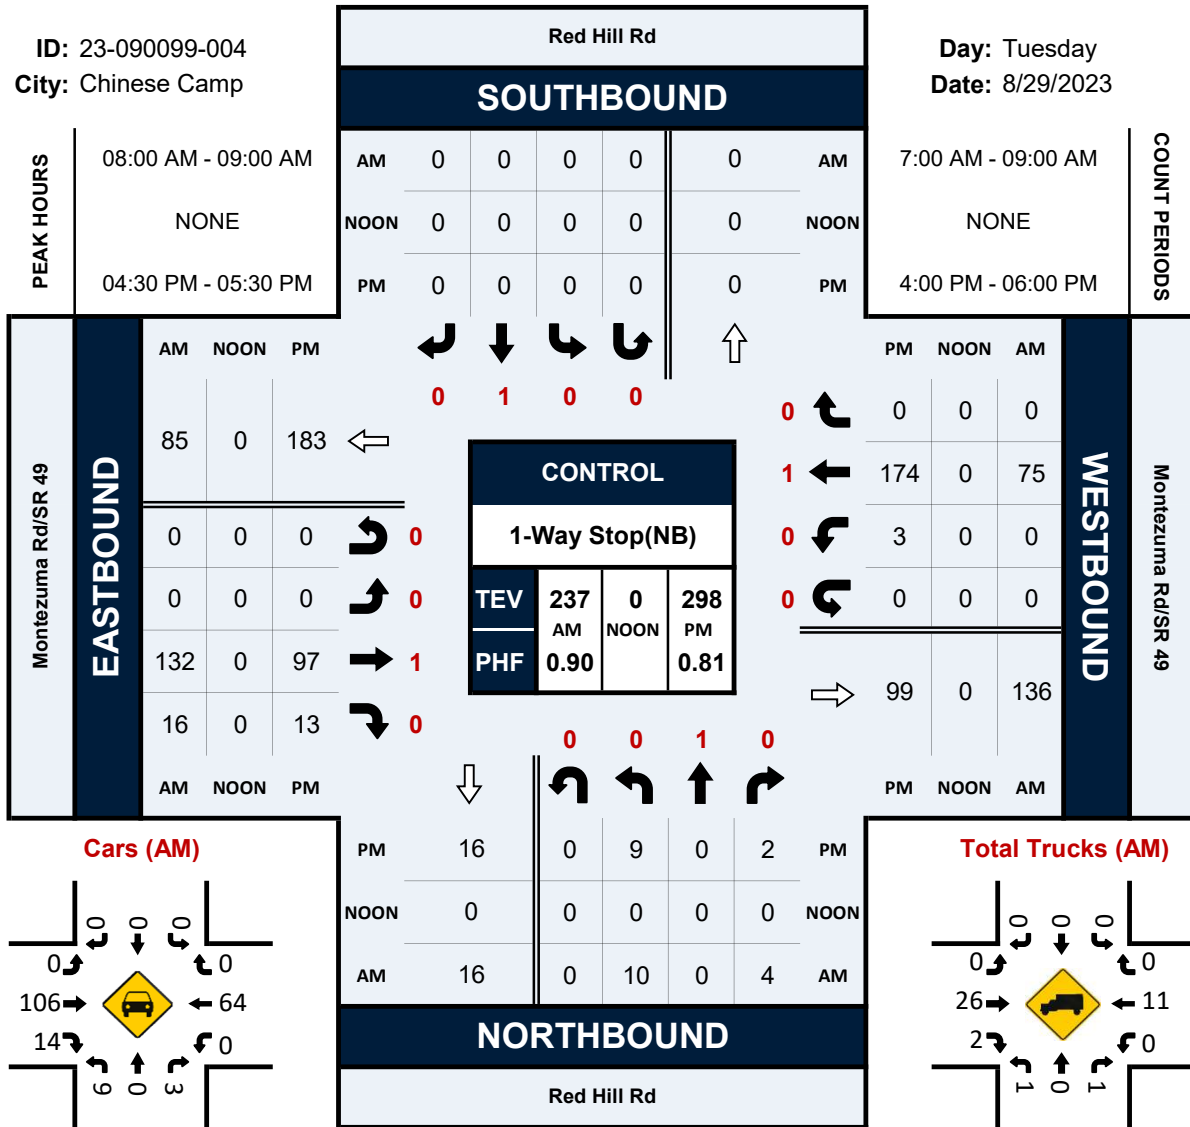 Red Hill Rd
ID: 23-090099-004
City: Chinese Camp
Day: Tuesday
Date: 8/29/2023
SOUTHBOUND
PEAK HOURS
08:00 AM - 09:00 AM
NONE
04:30 PM - 05:30 PM
AM 0 0 0 0 0 AM
NOON 0 0 0 0 0 NOON
PM 0 0 0 0 0 PM
7:00 AM - 09:00 AM
NONE
4:00 PM - 06:00 PM
COUNT PERIODS
0 1 0 0
Montezuma Rd/SR 49
EASTBOUND
AM NOON PM
85 0 183
0 0 0 0
0 0 0 0
132 0 97 1
16 0 13 0
AM NOON PM
CONTROL
1-Way Stop(NB)
TEV 237 0 298
AM NOON PM
PHF 0.90 0.81
PM NOON AM
0 0 0 0
1 174 0 75
0 3 0 0
0 0 0 0
99 0 136
PM NOON AM
WESTBOUND
Montezuma Rd/SR 49
0 0 1 0
PM 16 0 9 0 2 PM
NOON 0 0 0 0 0 NOON
AM 16 0 10 0 4 AM
NORTHBOUND
Red Hill Rd
Cars (AM)
0 0 0
0 0
106 64
14 0
9 0 3
Total Trucks (AM)
0 0 0
0 0
26 11
2 0
1 0 1